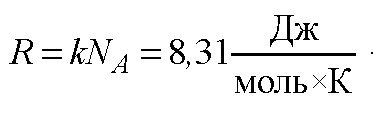 R = kN_A = 8,31 Дж/(моль×К) .